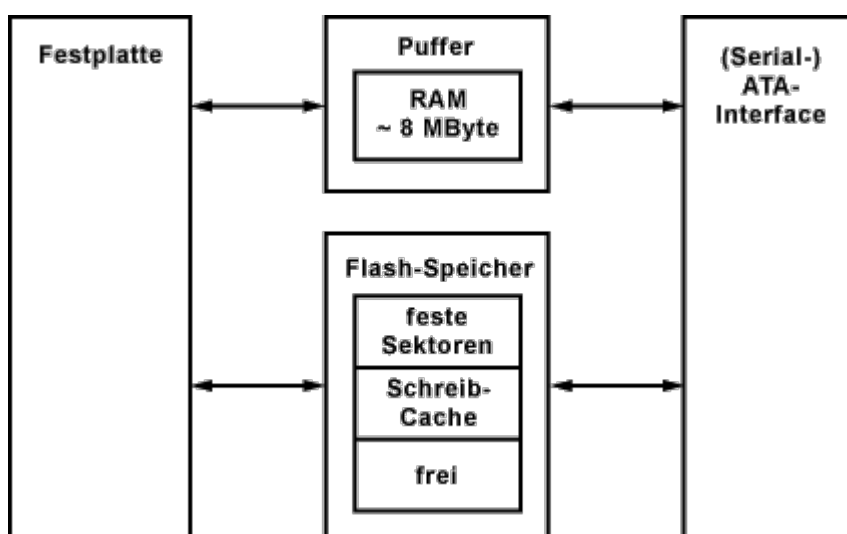 Festplatte
Puffer
RAM
~ 8 MByte
(Serial-)
ATA-
Interface
Flash-Speicher
feste
Sektoren
Schreib-
Cache
frei